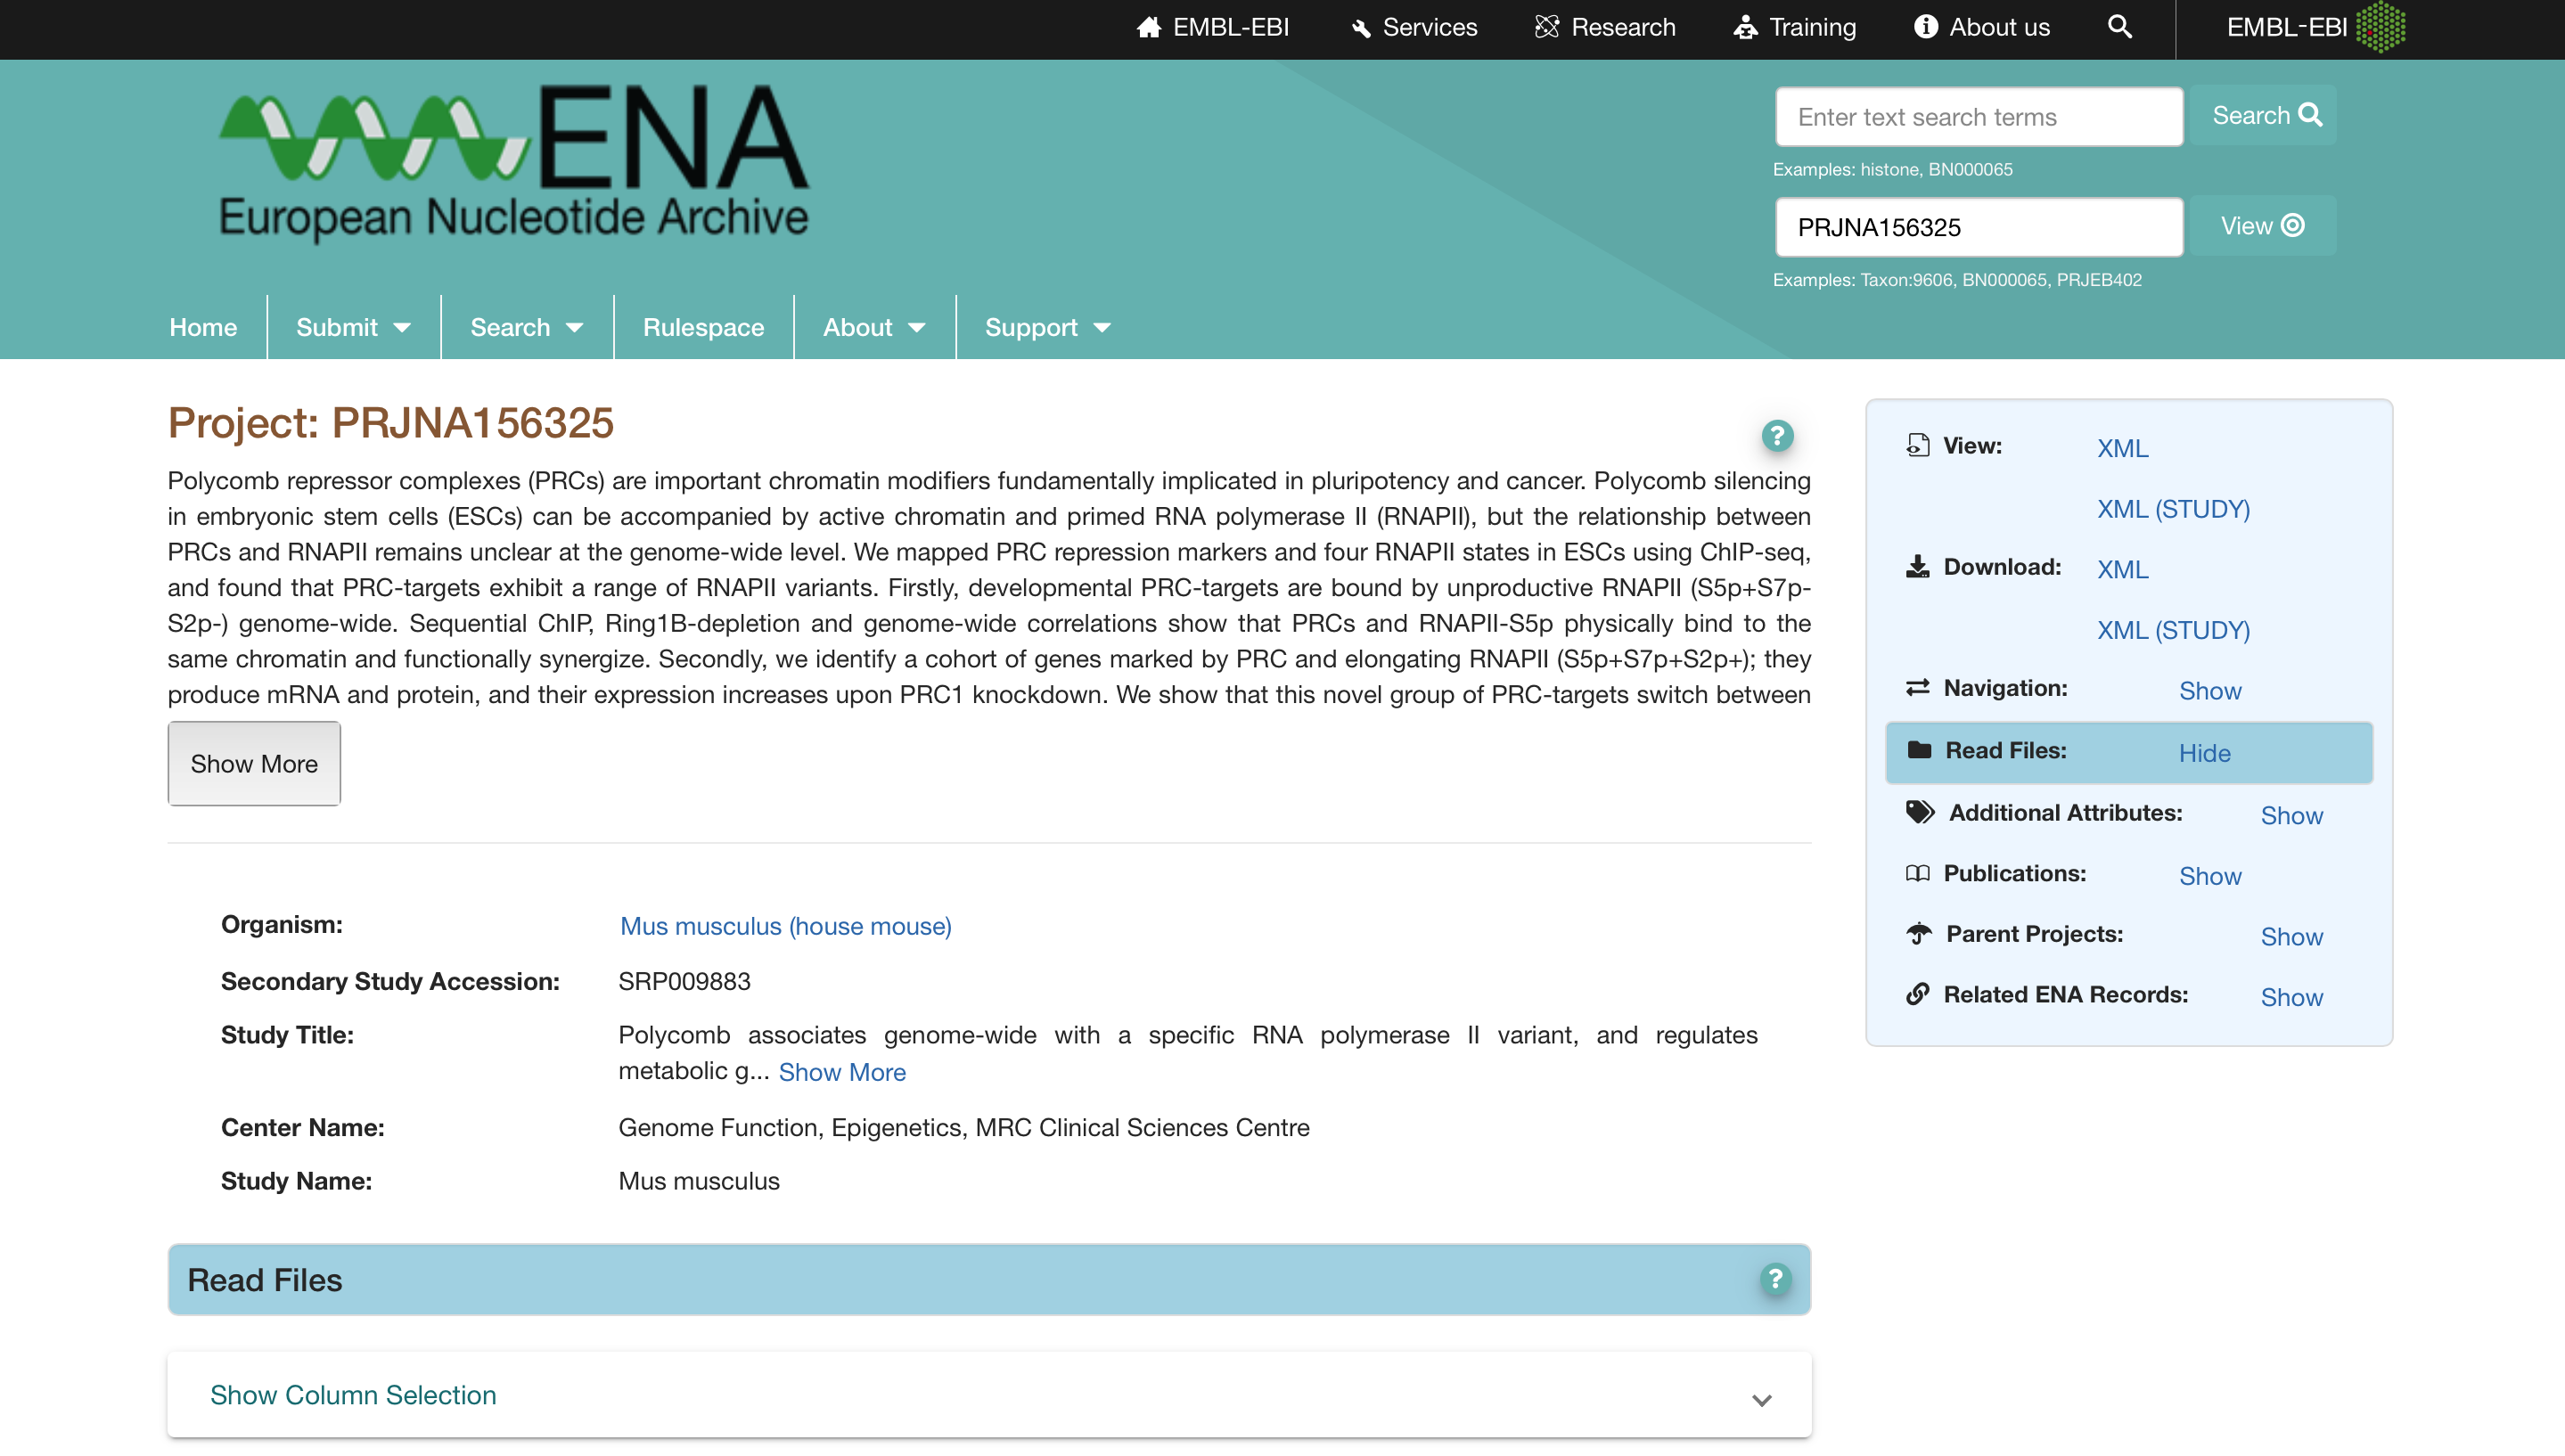 EMBL-EBI Services Research Training About us EMBL-EBI
ENA
European Nucleotide Archive
Enter text search terms Search
Examples: histone, BN000065
PRJNA156325 View
Examples: Taxon:9606, BN000065, PRJEB402
Home Submit Search Rulespace About Support
Project: PRJNA156325
?
Polycomb repressor complexes (PRCs) are important chromatin modifiers fundamentally implicated in pluripotency and cancer. Polycomb silencing
in embryonic stem cells (ESCs) can be accompanied by active chromatin and primed RNA polymerase II (RNAPII), but the relationship between
PRCs and RNAPII remains unclear at the genome-wide level. We mapped PRC repression markers and four RNAPII states in ESCs using ChIP-seq,
and found that PRC-targets exhibit a range of RNAPII variants. Firstly, developmental PRC-targets are bound by unproductive RNAPII (S5p+S7p-
S2p-) genome-wide. Sequential ChIP, Ring1B-depletion and genome-wide correlations show that PRCs and RNAPII-S5p physically bind to the
same chromatin and functionally synergize. Secondly, we identify a cohort of genes marked by PRC and elongating RNAPII (S5p+S7p+S2p+); they
produce mRNA and protein, and their expression increases upon PRC1 knockdown. We show that this novel group of PRC-targets switch between
Show More
Organism: Mus musculus (house mouse)
Secondary Study Accession: SRP009883
Study Title: Polycomb associates genome-wide with a specific RNA polymerase II variant, and regulates
metabolic g... Show More
Center Name: Genome Function, Epigenetics, MRC Clinical Sciences Centre
Study Name: Mus musculus
Read Files ?
Show Column Selection
View: XML
XML (STUDY)
Download: XML
XML (STUDY)
Navigation: Show
Read Files: Hide
Additional Attributes: Show
Publications: Show
Parent Projects: Show
Related ENA Records: Show